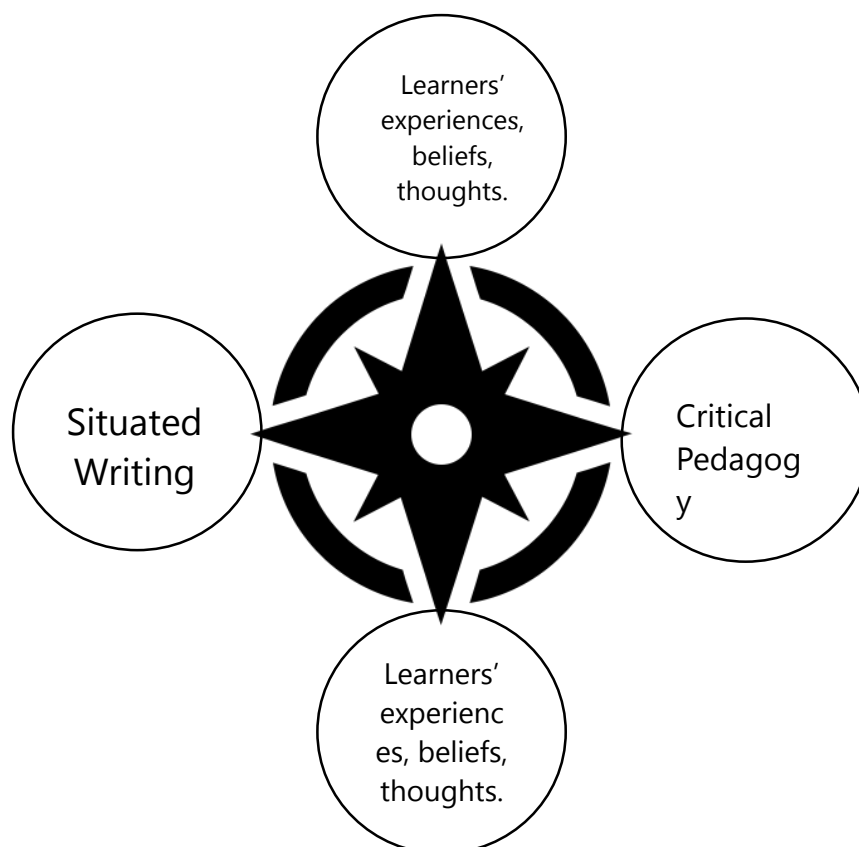 Learners’
experiences,
beliefs,
thoughts.
Situated
Writing
Critical
Pedagog
y
Learners’
experienc
es, beliefs,
thoughts.